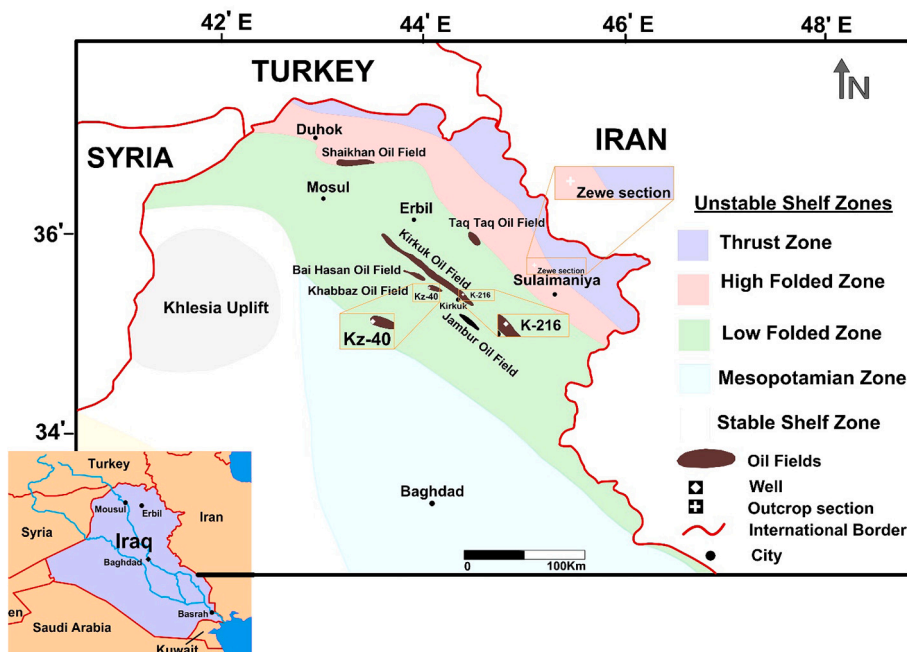 42' E
44' E
46' E
48' E
TURKEY
N
IRAN
SYRIA
Duhok
Shaikhan Oil Field
Mosul
Erbil
Taq Taq Oil Field
Zewe section
36'
Kirkuk Oil Field
Bai Hasan Oil Field
Zewe section
Khabbaz Oil Field
Kz-40
K-216
Sulaimaniya
Kirkuk
Khlesia Uplift
Kz-40
Jambur Oil Field
K-216
34'
Baghdad
0
100Km
Unstable Shelf Zones
Thrust Zone
High Folded Zone
Low Folded Zone
Mesopotamian Zone
Stable Shelf Zone
Oil Fields
Well
Outcrop section
International Border
City
Turkey
Mousul
Erbil
Iran
Syria
Iraq
Baghdad
Basrah
en
Saudi Arabia
Kuwait